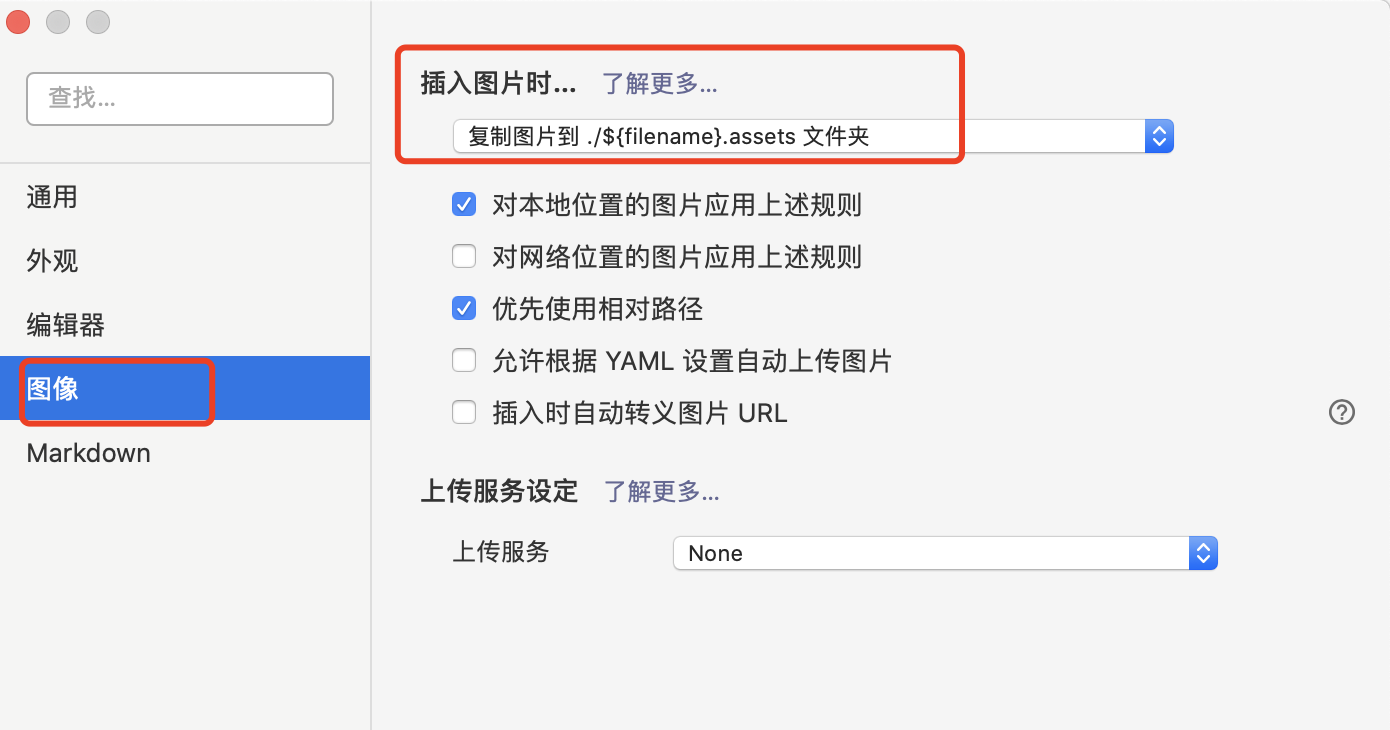 查找...
通用
外观
编辑器
图像
Markdown
插入图片时... 了解更多...
复制图片到 ./${filename}.assets 文件夹
对本地位置的图片应用上述规则
对网络位置的图片应用上述规则
优先使用相对路径
允许根据 YAML 设置自动上传图片
插入时自动转义图片 URL
?
上传服务设定 了解更多...
上传服务 None